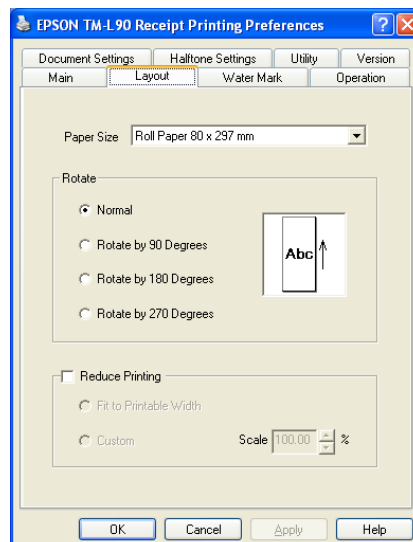 EPSON TM-L90 Receipt Printing Preferences
Document Settings Halftone Settings Utility Version
Main Layout Water Mark Operation
Paper Size Roll Paper 80 x 297 mm
Rotate
Normal
Rotate by 90 Degrees
Abc
Rotate by 180 Degrees
Rotate by 270 Degrees
Reduce Printing
Fit to Printable Width
Custom Scale 100.00 %
OK Cancel Apply Help